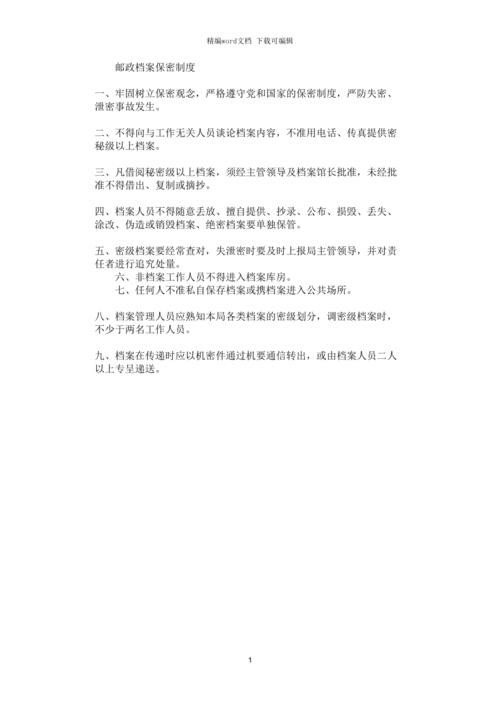 精编word文档 下载可编辑
邮政档案保密制度
一、牢固树立保密观念，严格遵守党和国家的保密制度，严防失密、
泄密事故发生。
二、不得向与工作无关人员谈论档案内容，不准用电话、传真提供密
秘级以上档案。
三、凡借阅秘密级以上档案，须经主管领导及档案馆长批准，未经批
准不得借出、复制或摘抄。
四、档案人员不得随意丢放、擅自提供、抄录、公布、损毁、丢失、
涂改、伪造或销毁档案、绝密档案要单独保管。
五、密级档案要经常查对，失泄密时要及时上报局主管领导，并对责
任者进行追究处量。
六、非档案工作人员不得进入档案库房。
七、任何人不准私自保存档案或携档案进入公共场所。
八、档案管理人员应熟知本局各类档案的密级划分，调密级档案时，
不少于两名工作人员。
九、档案在传递时应以机密件通过机要通信转出，或由档案人员二人
以上专呈递送。
1